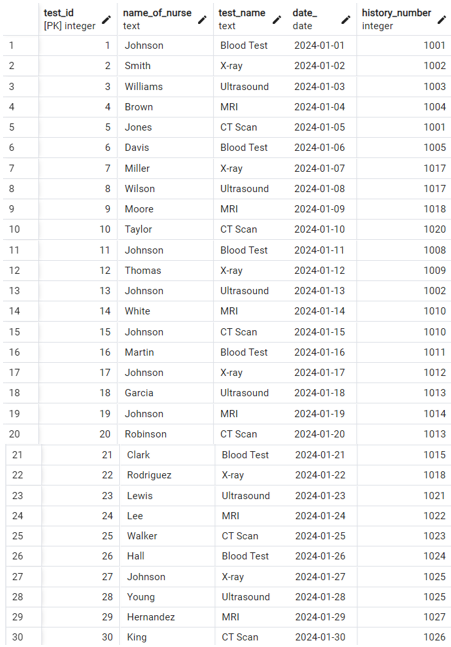 test_id name_of_nurse test_name date_ history_number
[PK] integer text text date integer
1 1 Johnson Blood Test 2024-01-01 1001
2 2 Smith X-ray 2024-01-02 1002
3 3 Williams Ultrasound 2024-01-03 1003
4 4 Brown MRI 2024-01-04 1004
5 5 Jones CT Scan 2024-01-05 1001
6 6 Davis Blood Test 2024-01-06 1005
7 7 Miller X-ray 2024-01-07 1017
8 8 Wilson Ultrasound 2024-01-08 1017
9 9 Moore MRI 2024-01-09 1018
10 10 Taylor CT Scan 2024-01-10 1020
11 11 Johnson Blood Test 2024-01-11 1008
12 12 Thomas X-ray 2024-01-12 1009
13 13 Johnson Ultrasound 2024-01-13 1002
14 14 White MRI 2024-01-14 1010
15 15 Johnson CT Scan 2024-01-15 1010
16 16 Martin Blood Test 2024-01-16 1011
17 17 Johnson X-ray 2024-01-17 1012
18 18 Garcia Ultrasound 2024-01-18 1013
19 19 Johnson MRI 2024-01-19 1014
20 20 Robinson CT Scan 2024-01-20 1013
21 21 Clark Blood Test 2024-01-21 1015
22 22 Rodriguez X-ray 2024-01-22 1018
23 23 Lewis Ultrasound 2024-01-23 1021
24 24 Lee MRI 2024-01-24 1022
25 25 Walker CT Scan 2024-01-25 1023
26 26 Hall Blood Test 2024-01-26 1024
27 27 Johnson X-ray 2024-01-27 1025
28 28 Young Ultrasound 2024-01-28 1025
29 29 Hernandez MRI 2024-01-29 1027
30 30 King CT Scan 2024-01-30 1026